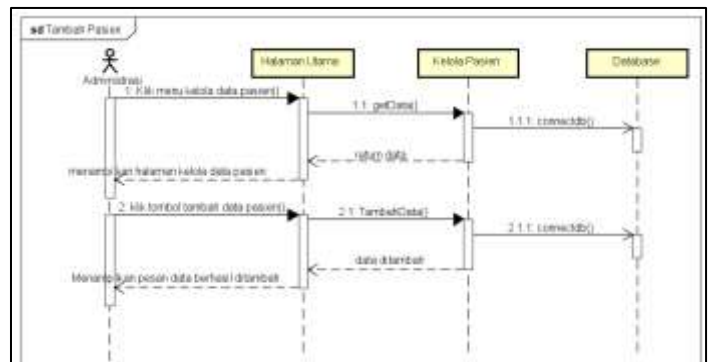 sd Tambah Pasien
Administrasi
Halaman Utama
Kelola Pasien
Database
1: Klik menu kelola data pasien()
1.1: getData()
1.1.1: connectdb()
return data
menampilkan halaman kelola data pasien
2: klik tombol tambah data pasien()
2.1: TambahData()
2.1.1: connectdb()
data ditambah
Menampilkan pesan data berhasil ditambah